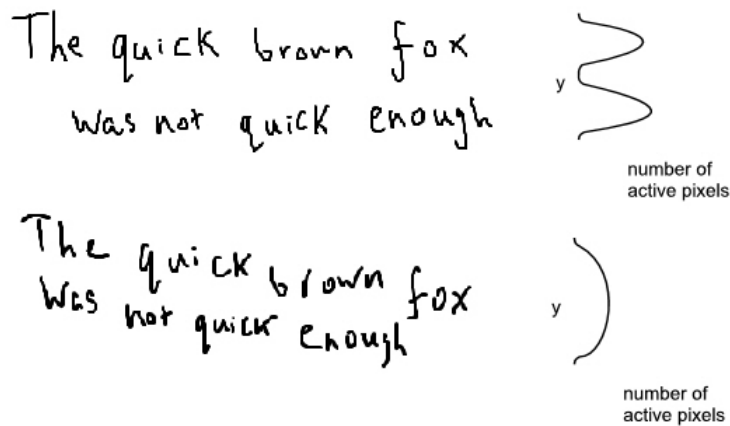 The quick brown fox
was not quick enough
y
number of
active pixels
The quick brown fox
was not quick enough
y
number of
active pixels